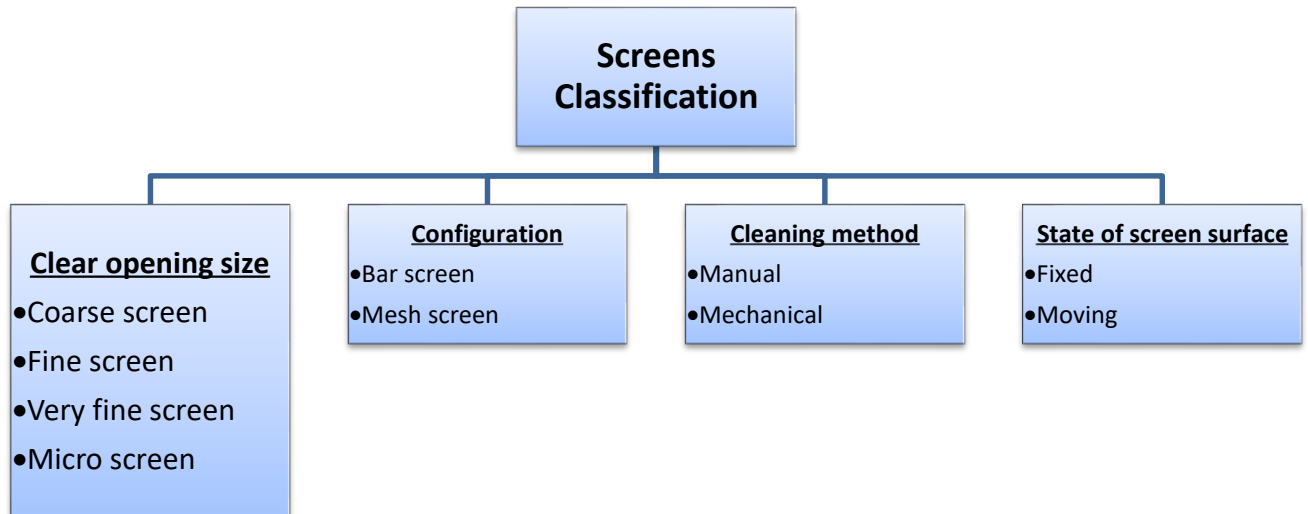 Screens
Classification
Clear opening size
•Coarse screen
•Fine screen
•Very fine screen
•Micro screen
Configuration
•Bar screen
•Mesh screen
Cleaning method
•Manual
•Mechanical
State of screen surface
•Fixed
•Moving